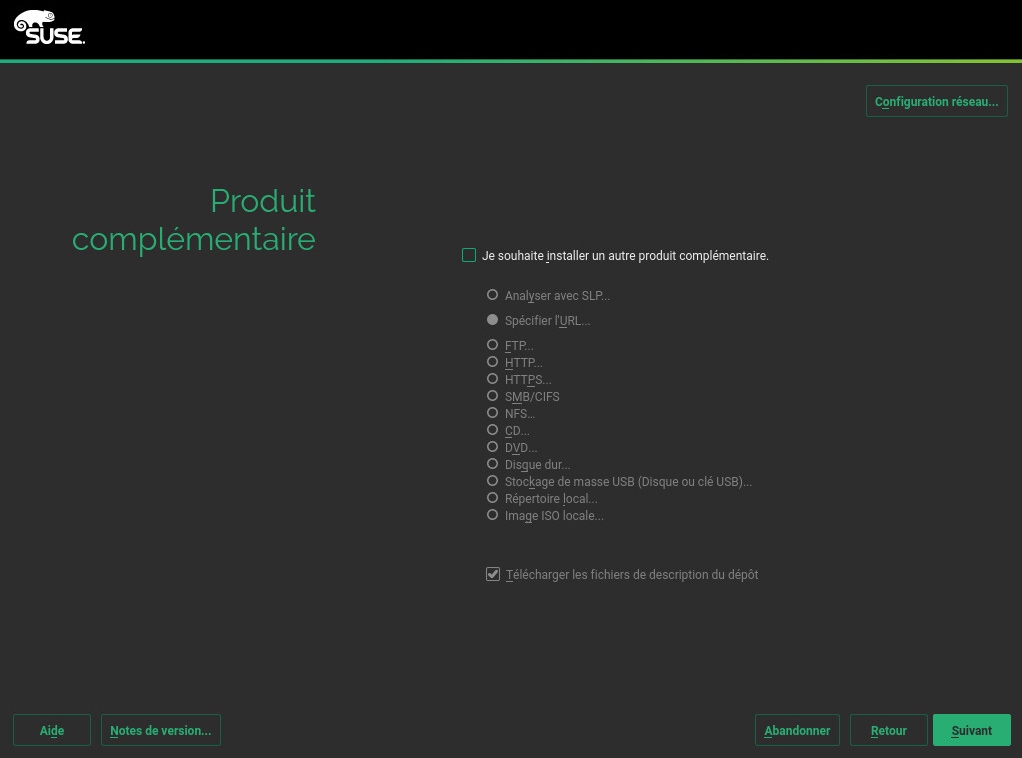 SUSE.
Configuration réseau...
Produit
complémentaire
Je souhaite installer un autre produit complémentaire.
Analyser avec SLP...
Spécifier l'URL...
FTP...
HTTP...
HTTPS...
SMB/CIFS
NFS...
CD...
DVD...
Disque dur...
Stockage de masse USB (Disque ou clé USB)...
Répertoire local...
Image ISO locale...
Télécharger les fichiers de description du dépôt
Aide
Notes de version...
Abandonner
Retour
Suivant